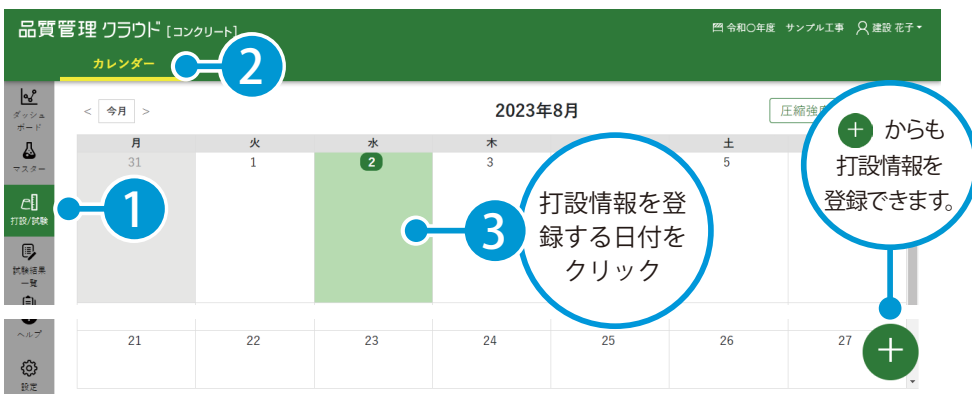 品質管理 クラウド [コンクリート]
令和〇年度 サンプル工事 建設 花子
カレンダー
2
ダッシュ
ボード
マスター
打設/試験
試験結果
一覧
ヘルプ
設定
1
< 今月 >
2023年8月
圧縮強
月 火 水 木 土
31 1 2 3 5
3
打設情報を登
録する日付を
クリック
+ からも
打設情報を
登録できます。
21 22 23 24 25 26 27
+